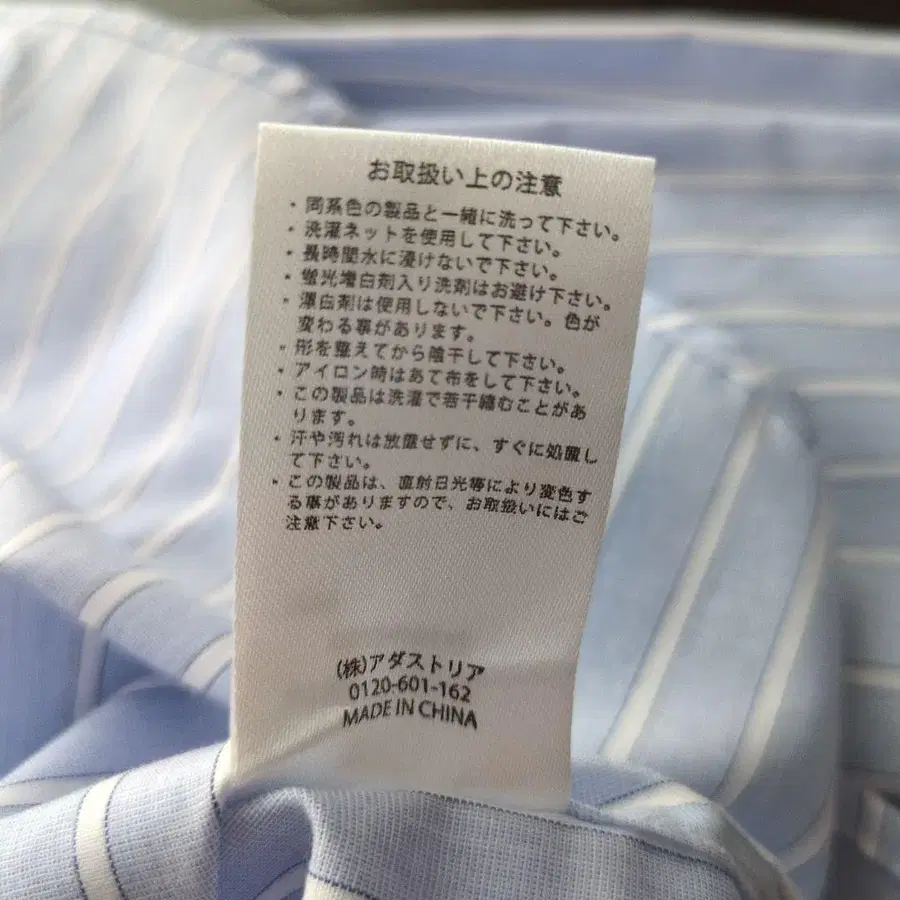 お取扱い上の注意
・同系色の製品と一緒に洗って下さい。
・洗濯ネットを使用して下さい。
・長時間水に浸けないで下さい。
・蛍光増白剤入り洗剤はお避け下さい。
・漂白剤は使用しないで下さい。色が
変わる事があります。
・形を整えてから陰干して下さい。
・アイロン時はあて布をして下さい。
・この製品は洗濯で若干縮むことがあ
ります。
・汗や汚れは放置せずに、すぐに処置し
て下さい。
・この製品は、直射日光等により変色す
る事がありますので、お取扱いにはご
注意下さい。
(株)アダストリア
0120-601-162
MADE IN CHINA